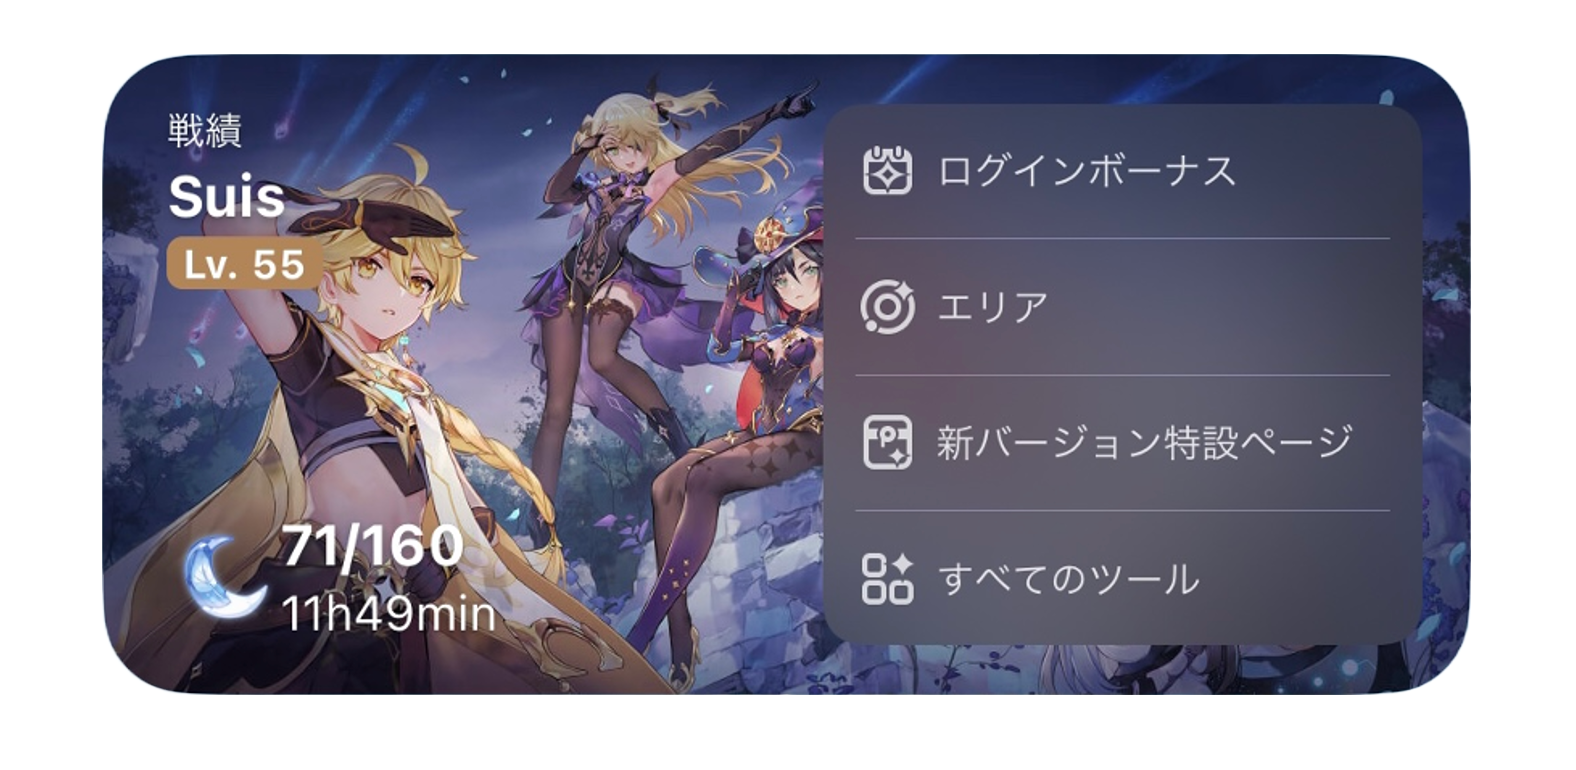 戦績
Suis
Lv. 55
71/160
11h49min
ログインボーナス
エリア
新バージョン特設ページ
すべてのツール